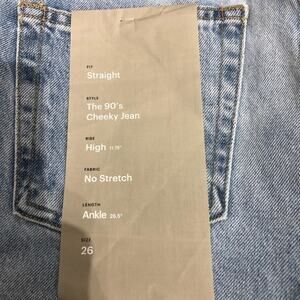 FIT
Straight
STYLE
The 90's
Cheeky Jean
RISE
High 11.75"
FABRIC
No Stretch
LENGTH
Ankle 26.5"
SIZE
26